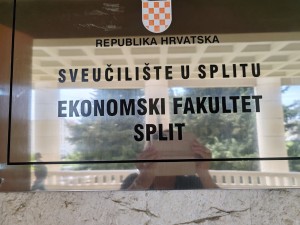 REPUBLIKA HRVATSKA
SVEUČILIŠTE U SPLITU
EKONOMSKI FAKULTET
SPLIT